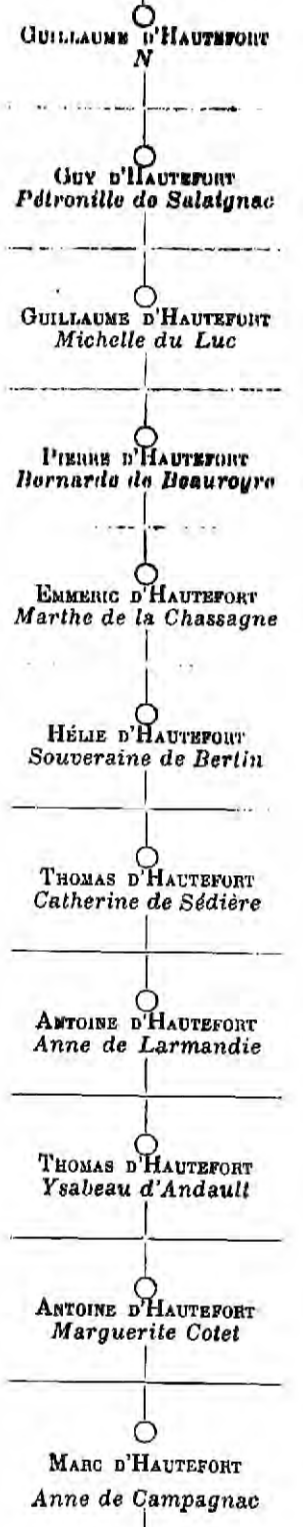 GUILLAUME D'HAUTEFORT
N
GUY D'HAUTEFORT
Pétronille de Salaignac
GUILLAUME D'HAUTEFORT
Michelle du Luc
PIERRE D'HAUTEFORT
Bernarde de Beauroyre
EMMERIC D'HAUTEFORT
Marthe de la Chassagne
HÉLIE D'HAUTEFORT
Souveraine de Bertin
THOMAS D'HAUTEFORT
Catherine de Sédière
ANTOINE D'HAUTEFORT
Anne de Larmandie
THOMAS D'HAUTEFORT
Ysabeau d'Andault
ANTOINE D'HAUTEFORT
Marguerite Cotet
MARC D'HAUTEFORT
Anne de Campagnac